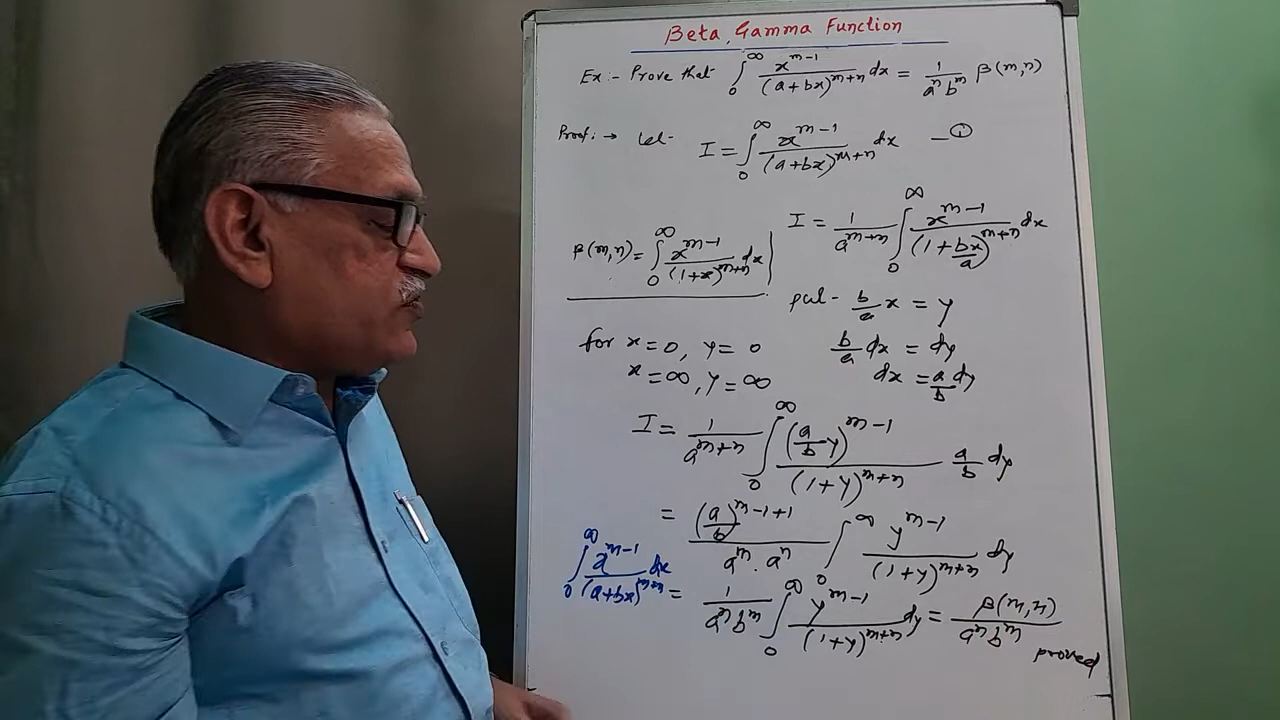 Beta, Gamma Function
Ex:- Prove that ∫₀^∞ x^(m-1)/(a+bx)^(m+n) dx = 1/(a^n b^m) β(m,n)
Proof:→ Let- I = ∫₀^∞ x^(m-1)/(a+bx)^(m+n) dx —①
β(m,n) = ∫₀^∞ x^(m-1)/(1+x)^(m+n) dx
I = 1/a^(m+n) ∫₀^∞ x^(m-1)/(1+bx/a)^(m+n) dx
put- b/a x = y
for x=0, y=0
b/a dx = dy
x=∞, y=∞
dx = a/b dy
I = 1/a^(m+n) ∫₀^∞ (a/b y)^(m-1)/(1+y)^(m+n) a/b dy
= (a/b)^(m-1+1)/(a^m . a^n) ∫₀^∞ y^(m-1)/(1+y)^(m+n) dy
∫₀^∞ a^(m-1)/(a+bx)^(m+n) dx = 1/(a^n b^m) ∫₀^∞ y^(m-1)/(1+y)^(m+n) dy = β(m,n)/(a^n b^m)
proved